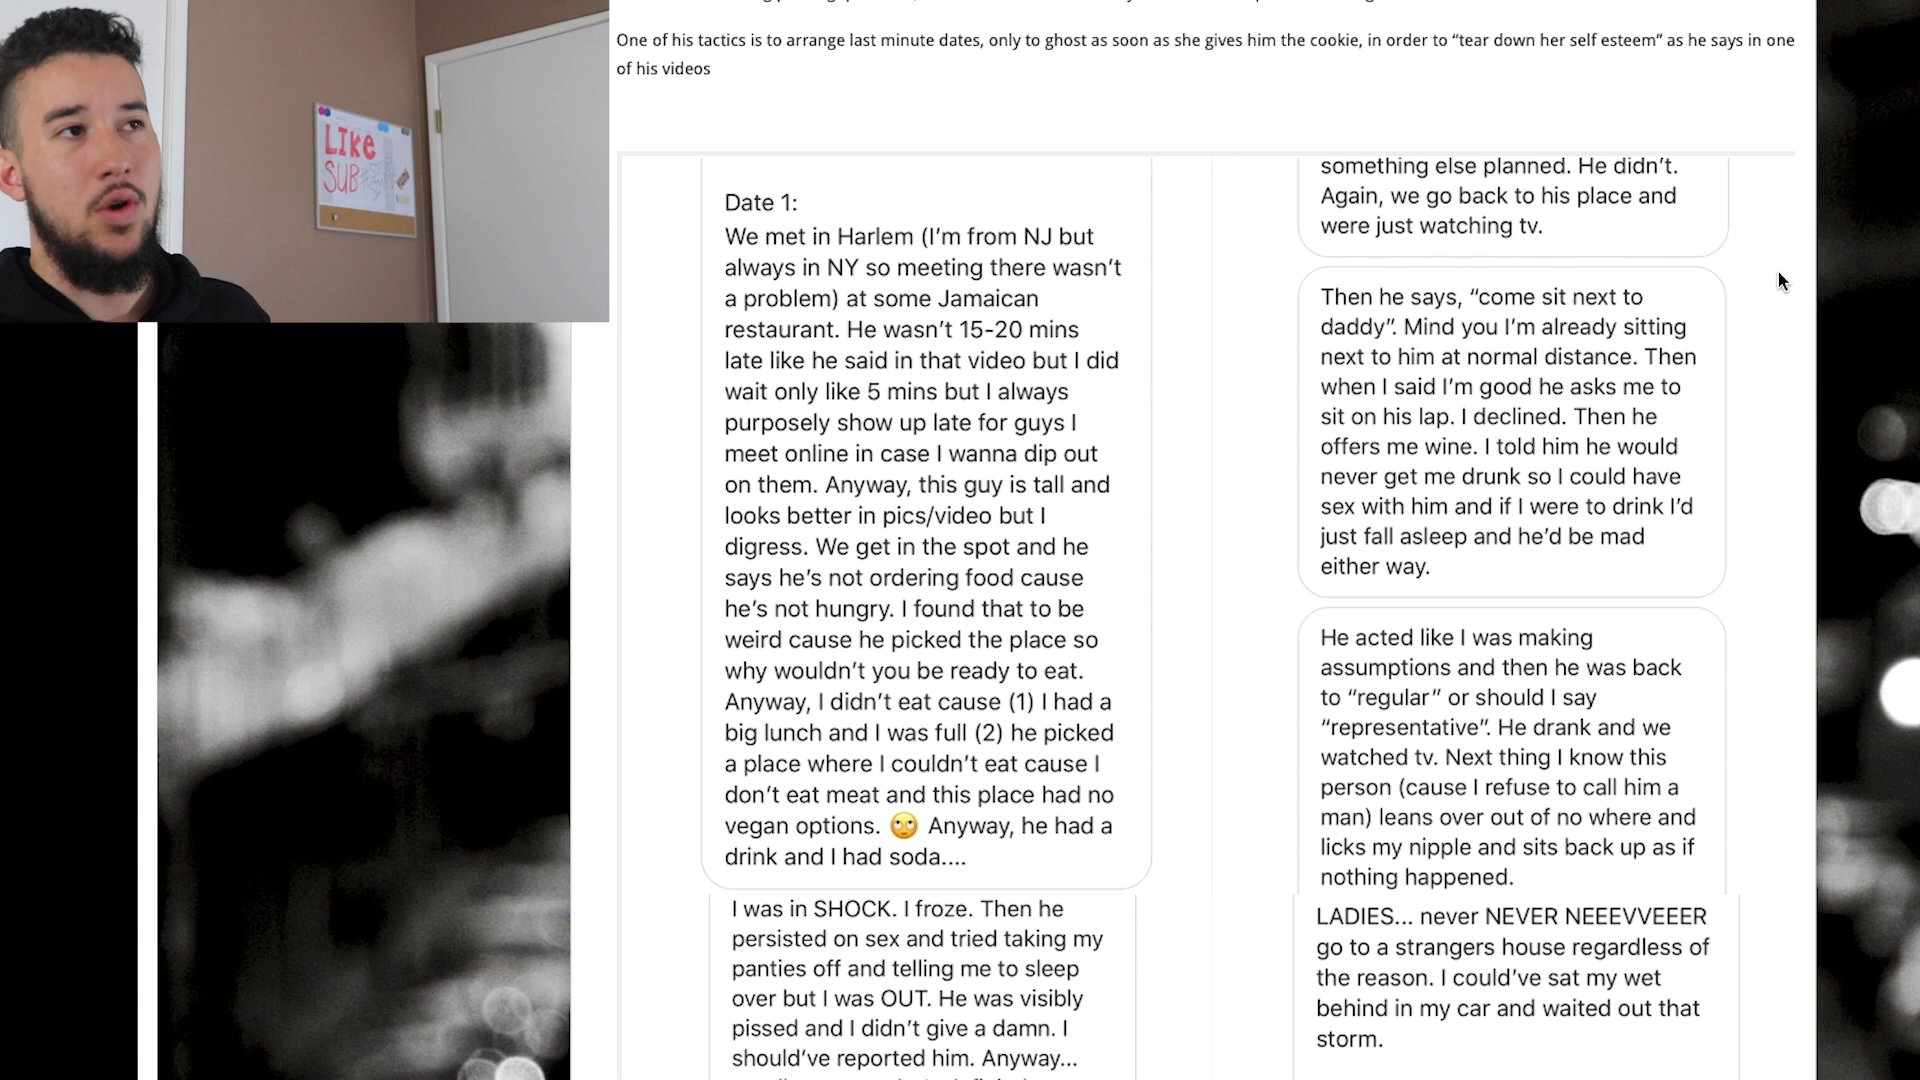 One of his tactics is to arrange last minute dates, only to ghost as soon as she gives him the cookie, in order to “tear down her self esteem” as he says in one
of his videos
LIKE
SUB
Date 1:
We met in Harlem (I’m from NJ but
always in NY so meeting there wasn’t
a problem) at some Jamaican
restaurant. He wasn’t 15-20 mins
late like he said in that video but I did
wait only like 5 mins but I always
purposely show up late for guys I
meet online in case I wanna dip out
on them. Anyway, this guy is tall and
looks better in pics/video but I
digress. We get in the spot and he
says he’s not ordering food cause
he’s not hungry. I found that to be
weird cause he picked the place so
why wouldn’t you be ready to eat.
Anyway, I didn’t eat cause (1) I had a
big lunch and I was full (2) he picked
a place where I couldn’t eat cause I
don’t eat meat and this place had no
vegan options. 🙄 Anyway, he had a
drink and I had soda....
I was in SHOCK. I froze. Then he
persisted on sex and tried taking my
panties off and telling me to sleep
over but I was OUT. He was visibly
pissed and I didn’t give a damn. I
should’ve reported him. Anyway...
something else planned. He didn’t.
Again, we go back to his place and
were just watching tv.
Then he says, “come sit next to
daddy”. Mind you I’m already sitting
next to him at normal distance. Then
when I said I’m good he asks me to
sit on his lap. I declined. Then he
offers me wine. I told him he would
never get me drunk so I could have
sex with him and if I were to drink I’d
just fall asleep and he’d be mad
either way.
He acted like I was making
assumptions and then he was back
to “regular” or should I say
“representative”. He drank and we
watched tv. Next thing I know this
person (cause I refuse to call him a
man) leans over out of no where and
licks my nipple and sits back up as if
nothing happened.
LADIES... never NEVER NEEEVVEEER
go to a strangers house regardless of
the reason. I could’ve sat my wet
behind in my car and waited out that
storm.